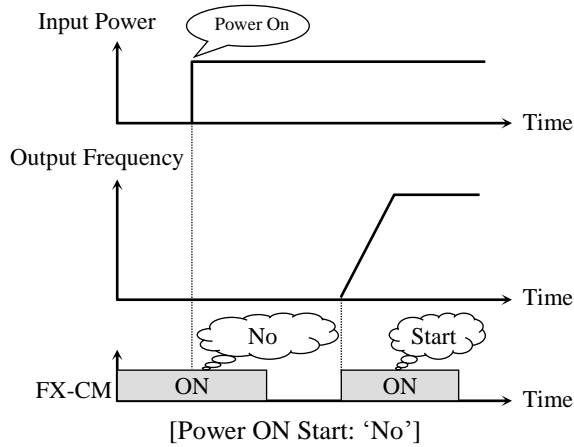 Input Power
Power On
Time
Output Frequency
Time
No
Start
FX-CM
ON
ON
Time
[Power ON Start: ‘No’]